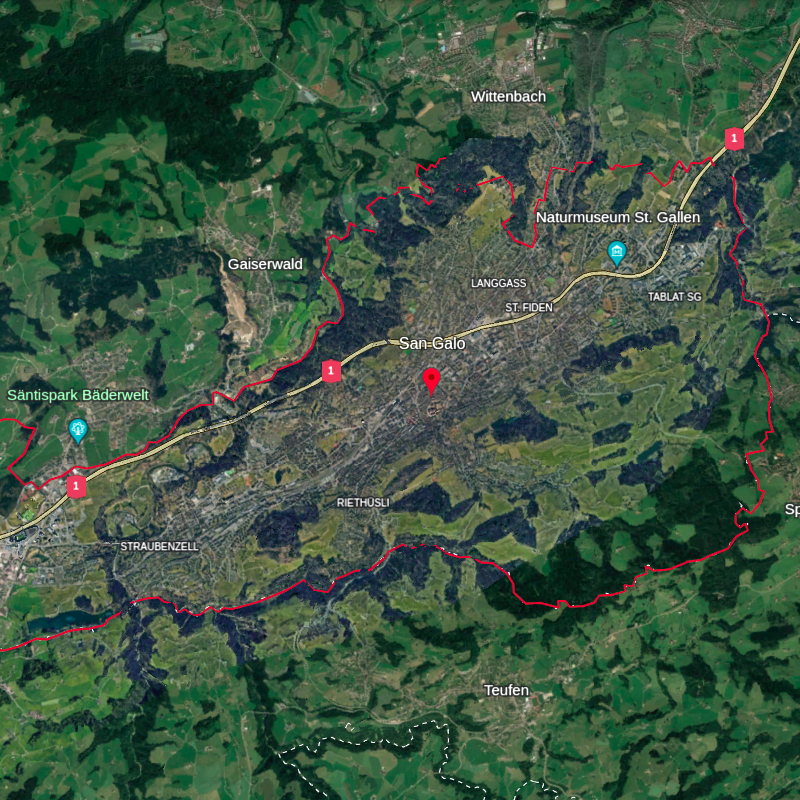 Wittenbach
1
Naturmuseum St. Gallen
Gaiserwald
LANGGASS
TABLAT SG
ST. FIDEN
San Galo
1
Säntispark Bäderwelt
1
RIETHÜSLI
Sp
STRAUBENZELL
Teufen